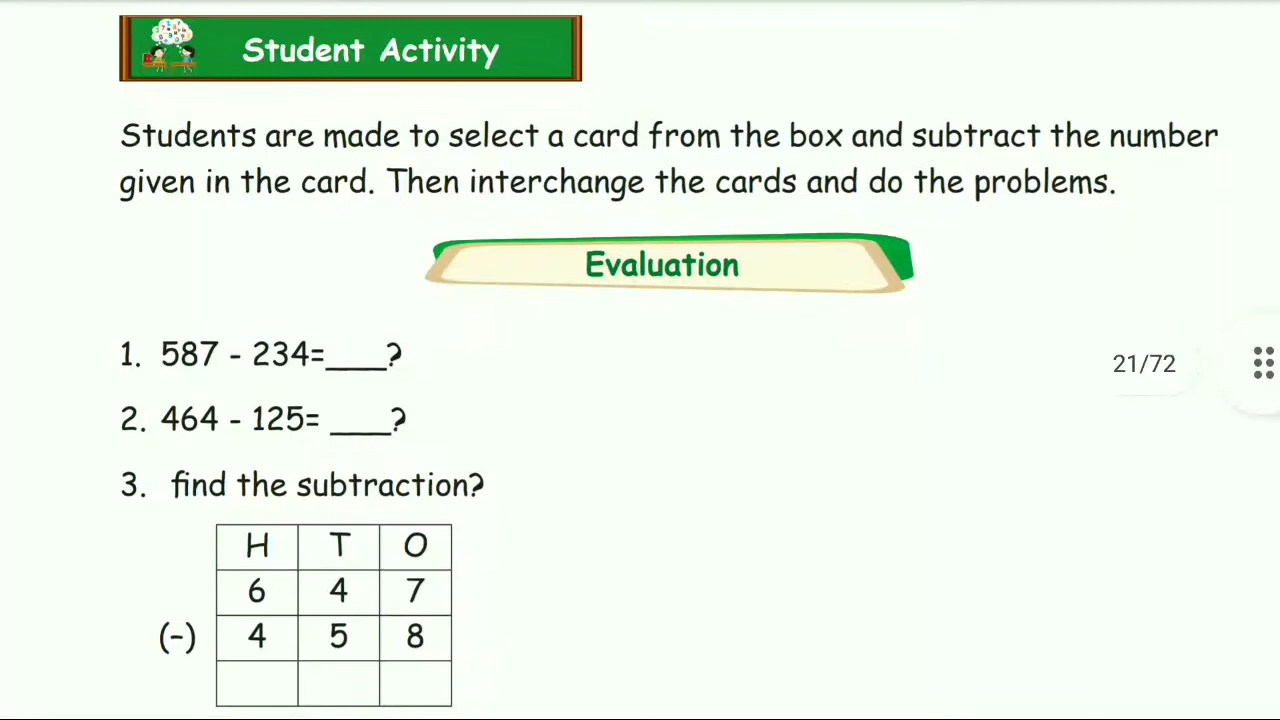 Student Activity
Students are made to select a card from the box and subtract the number
given in the card. Then interchange the cards and do the problems.
Evaluation
1. 587 - 234=____?
21/72
2. 464 - 125= ____?
3. find the subtraction?
H T O
6 4 7
(-) 4 5 8